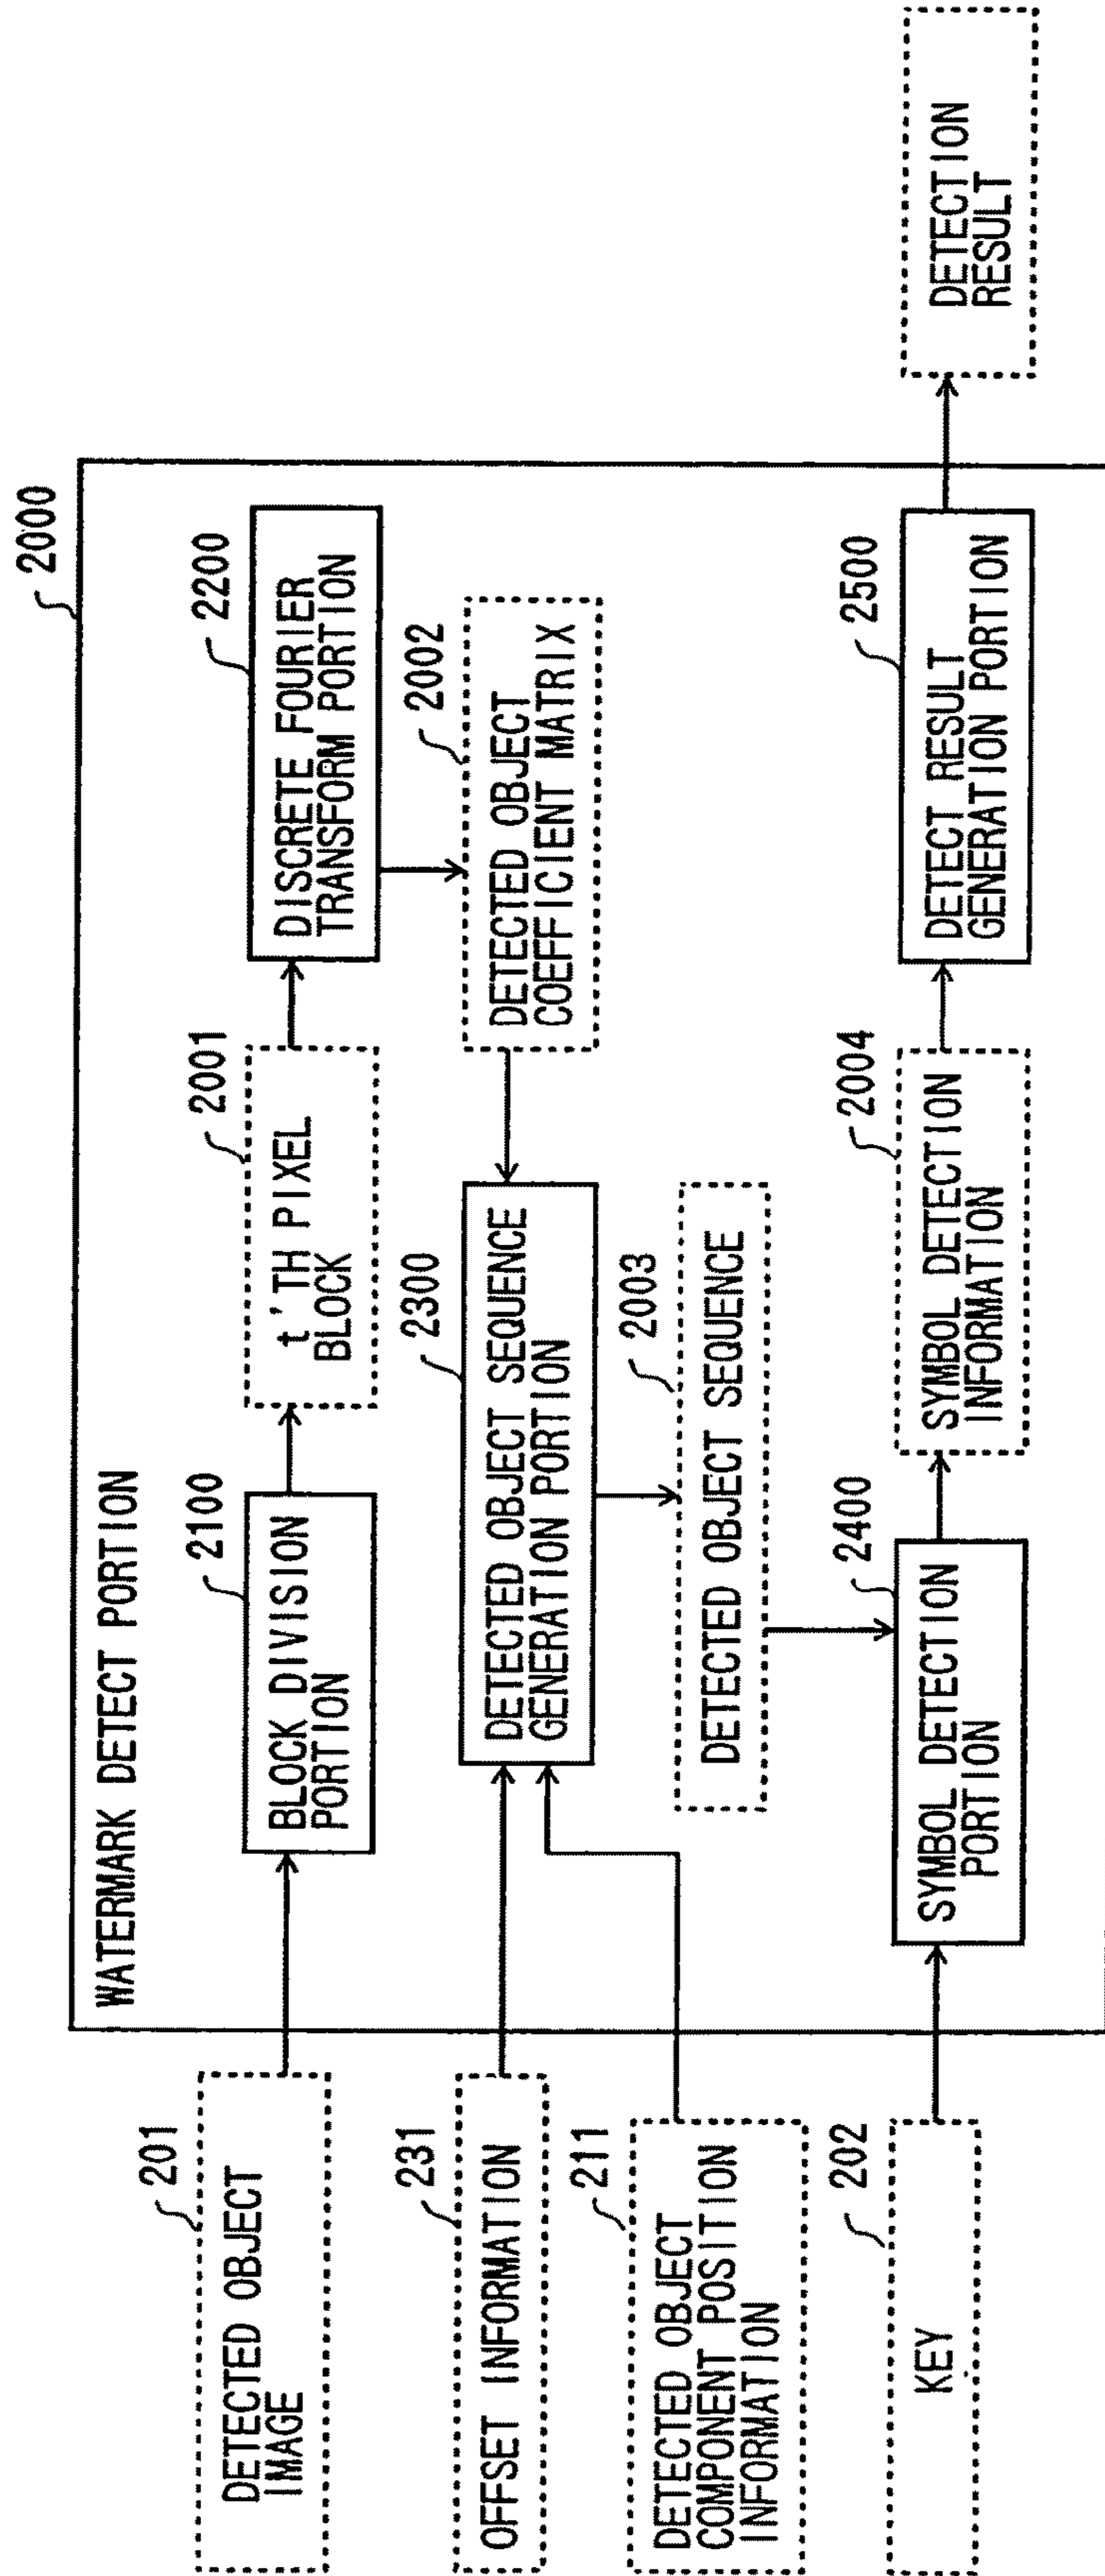 2000
WATERMARK DETECT PORTION
201
DETECTED OBJECT
IMAGE
2100
BLOCK DIVISION
PORTION
2001
t'TH PIXEL
BLOCK
2200
DISCRETE FOURIER
TRANSFORM PORTION
231
OFFSET INFORMATION
2300
DETECTED OBJECT SEQUENCE
GENERATION PORTION
2002
DETECTED OBJECT
COEFFICIENT MATRIX
211
DETECTED OBJECT
COMPONENT POSITION
INFORMATION
2003
DETECTED OBJECT SEQUENCE
202
KEY
2400
SYMBOL DETECTION
PORTION
2004
SYMBOL DETECTION
INFORMATION
2500
DETECT RESULT
GENERATION PORTION
DETECTION
RESULT